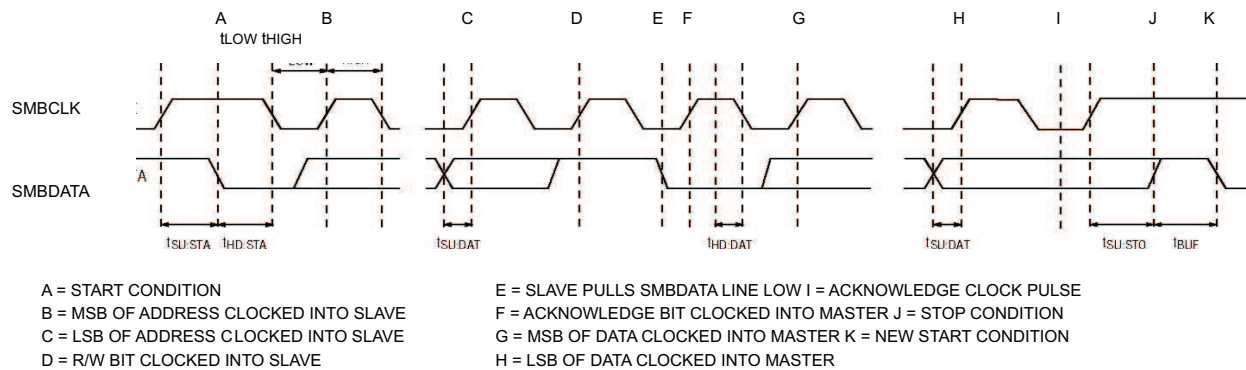 A B C D E F G H I J K
tLOW tHIGH
SMBCLK
SMBDATA
A
tSU:STA tHD:STA tSU:DAT tHD:DAT tSU:DAT tSU:STO tBUF
A = START CONDITION
B = MSB OF ADDRESS CLOCKED INTO SLAVE
C = LSB OF ADDRESS CLOCKED INTO SLAVE
D = R/W BIT CLOCKED INTO SLAVE
E = SLAVE PULLS SMBDATA LINE LOW I = ACKNOWLEDGE CLOCK PULSE
F = ACKNOWLEDGE BIT CLOCKED INTO MASTER J = STOP CONDITION
G = MSB OF DATA CLOCKED INTO MASTER K = NEW START CONDITION
H = LSB OF DATA CLOCKED INTO MASTER